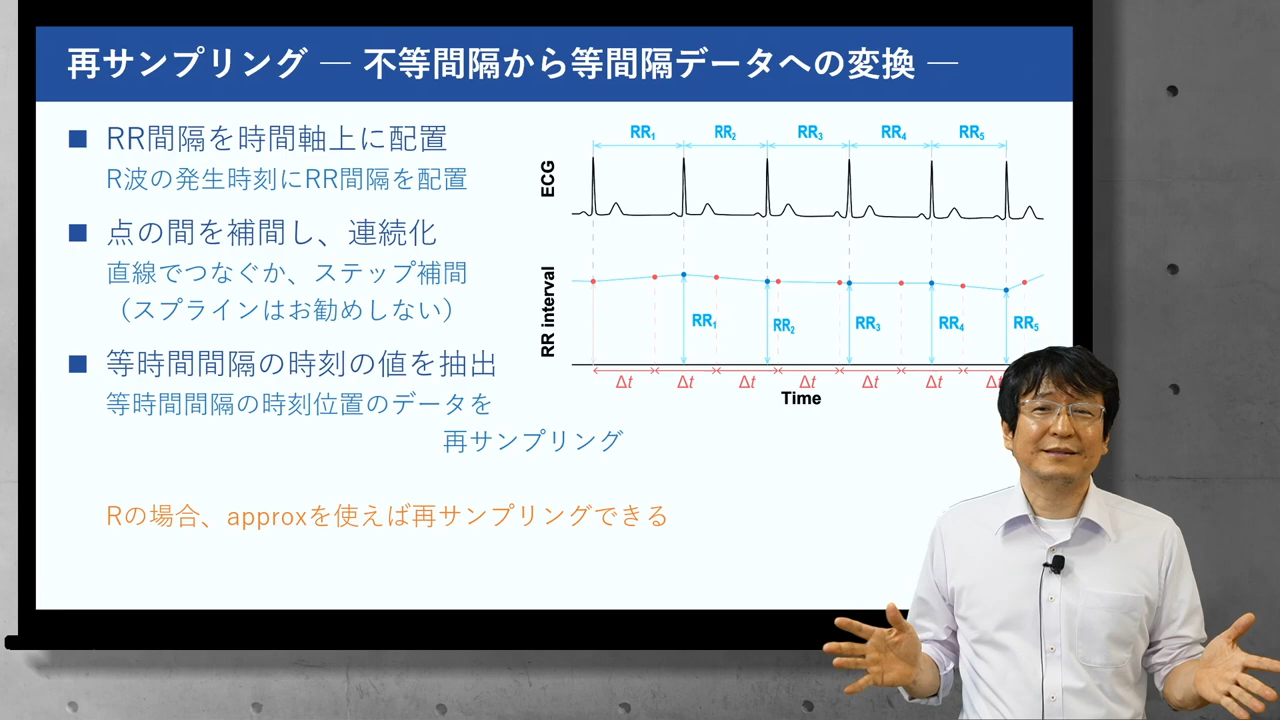 再サンプリング ― 不等間隔から等間隔データへの変換 ―
■ RR間隔を時間軸上に配置
R波の発生時刻にRR間隔を配置
■ 点の間を補間し、連続化
直線でつなぐか、ステップ補間
（スプラインはお勧めしない）
■ 等時間間隔の時刻の値を抽出
等時間間隔の時刻位置のデータを
再サンプリング
Rの場合、approxを使えば再サンプリングできる
RR1 RR2 RR3 RR4 RR5
ECG
RR interval
RR1 RR2 RR3 RR4 RR5
Δt Δt Δt Δt Δt Δt Δt
Time